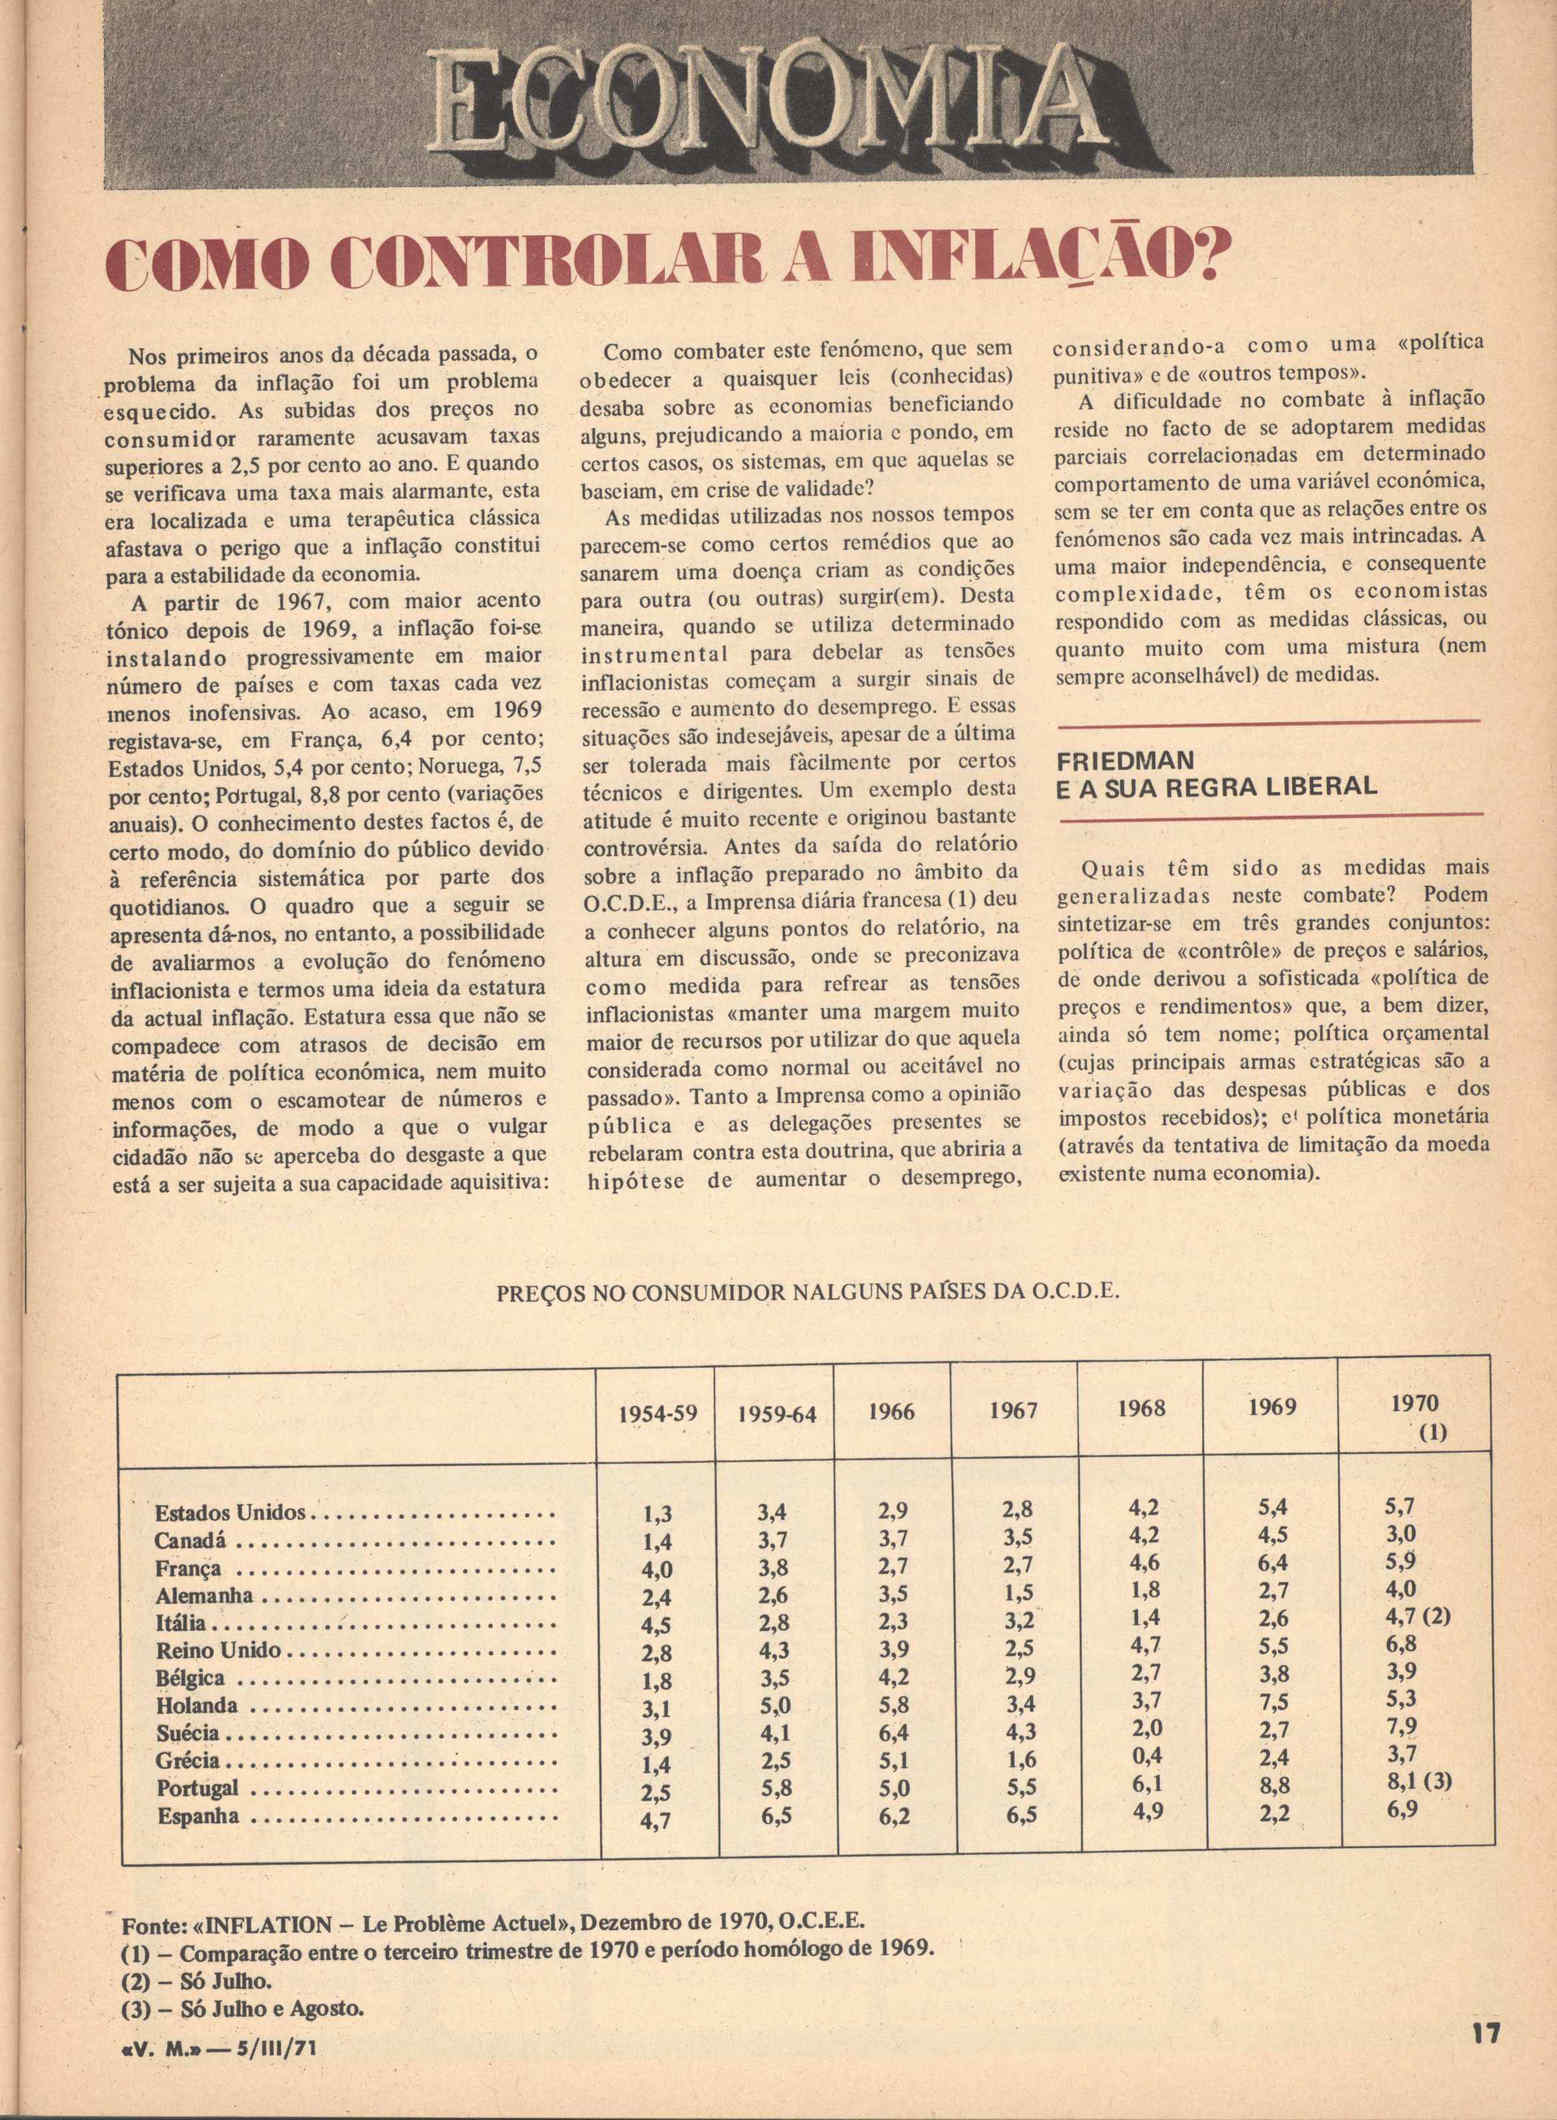 ECONOMIA
COMO CONTROLAR A INFLAÇÃO?
Nos primeiros anos da década passada, o
problema da inflação foi um problema
esquecido. As subidas dos preços no
consumidor raramente acusavam taxas
superiores a 2,5 por cento ao ano. E quando
se verificava uma taxa mais alarmante, esta
era localizada e uma terapêutica clássica
afastava o perigo que a inflação constitui
para a estabilidade da economia.
A partir de 1967, com maior acento
tónico depois de 1969, a inflação foi-se
instalando progressivamente em maior
número de países e com taxas cada vez
menos inofensivas. Ao acaso, em 1969
registava-se, em França, 6,4 por cento;
Estados Unidos, 5,4 por cento; Noruega, 7,5
por cento; Portugal, 8,8 por cento (variações
anuais). O conhecimento destes factos é, de
certo modo, do domínio do público devido
à referência sistemática por parte dos
quotidianos. O quadro que a seguir se
apresenta dá-nos, no entanto, a possibilidade
de avaliarmos a evolução do fenómeno
inflacionista e termos uma ideia da estatura
da actual inflação. Estatura essa que não se
compadece com atrasos de decisão em
matéria de política económica, nem muito
menos com o escamotear de números e
informações, de modo a que o vulgar
cidadão não se aperceba do desgaste a que
está a ser sujeita a sua capacidade aquisitiva:
Como combater este fenómeno, que sem
obedecer a quaisquer leis (conhecidas)
desaba sobre as economias beneficiando
alguns, prejudicando a maioria e pondo, em
certos casos, os sistemas, em que aquelas se
baseiam, em crise de validade?
As medidas utilizadas nos nossos tempos
parecem-se como certos remédios que ao
sanarem uma doença criam as condições
para outra (ou outras) surgir(em). Desta
maneira, quando se utiliza determinado
instrumental para debelar as tensões
inflacionistas começam a surgir sinais de
recessão e aumento do desemprego. E essas
situações são indesejáveis, apesar de a última
ser tolerada mais fàcilmente por certos
técnicos e dirigentes. Um exemplo desta
atitude é muito recente e originou bastante
controvérsia. Antes da saída do relatório
sobre a inflação preparado no âmbito da
O.C.D.E., a Imprensa diária francesa (1) deu
a conhecer alguns pontos do relatório, na
altura em discussão, onde se preconizava
como medida para refrear as tensões
inflacionistas «manter uma margem muito
maior de recursos por utilizar do que aquela
considerada como normal ou aceitável no
passado». Tanto a Imprensa como a opinião
pública e as delegações presentes se
rebelaram contra esta doutrina, que abriria a
hipótese de aumentar o desemprego,
considerando-a como uma «política
punitiva» e de «outros tempos».
A dificuldade no combate à inflação
reside no facto de se adoptarem medidas
parciais correlacionadas em determinado
comportamento de uma variável económica,
sem se ter em conta que as relações entre os
fenómenos são cada vez mais intrincadas. A
uma maior independência, e consequente
complexidade, têm os economistas
respondido com as medidas clássicas, ou
quanto muito com uma mistura (nem
sempre aconselhável) de medidas.
FRIEDMAN
E A SUA REGRA LIBERAL
Quais têm sido as medidas mais
generalizadas neste combate? Podem
sintetizar-se em três grandes conjuntos:
política de «contrôle» de preços e salários,
de onde derivou a sofisticada «política de
preços e rendimentos» que, a bem dizer,
ainda só tem nome; política orçamental
(cujas principais armas estratégicas são a
variação das despesas públicas e dos
impostos recebidos); e política monetária
(através da tentativa de limitação da moeda
existente numa economia).
PREÇOS NO CONSUMIDOR NALGUNS PAÍSES DA O.C.D.E.
1954-59 1959-64 1966 1967 1968 1969 1970 (1)
Estados Unidos..................... 1,3 3,4 2,9 2,8 4,2 5,4 5,7
Canadá .......................... 1,4 3,7 3,7 3,5 4,2 4,5 3,0
França .......................... 4,0 3,8 2,7 2,7 4,6 6,4 5,9
Alemanha ........................ 2,4 2,6 3,5 1,5 1,8 2,7 4,0
Itália............................ 4,5 2,8 2,3 3,2 1,4 2,6 4,7 (2)
Reino Unido...................... 2,8 4,3 3,9 2,5 4,7 5,5 6,8
Bélgica .......................... 1,8 3,5 4,2 2,9 2,7 3,8 3,9
Holanda ......................... 3,1 5,0 5,8 3,4 3,7 7,5 5,3
Suécia........................... 3,9 4,1 6,4 4,3 2,0 2,7 7,9
Grécia........................... 1,4 2,5 5,1 1,6 0,4 2,4 3,7
Portugal ......................... 2,5 5,8 5,0 5,5 6,1 8,8 8,1 (3)
Espanha ......................... 4,7 6,5 6,2 6,5 4,9 2,2 6,9
Fonte: «INFLATION – Le Problème Actuel», Dezembro de 1970, O.C.E.E.
(1) – Comparação entre o terceiro trimestre de 1970 e período homólogo de 1969.
(2) – Só Julho.
(3) – Só Julho e Agosto.
«V. M.» — 5/III/71
17